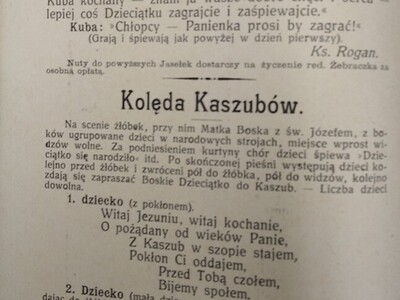 Kuba kochany — znam ja
lepiej coś Dzieciątku zagrajcie i zaśpiewajcie.“
Kuba: »Chłopcy — Panienka prosi by zagrać!«
(Grają i śpiewają jak powyżej w dzień pierwszy).
Ks. Rogan.
Nuty do powyższych Jasełek dostarczy na życzenie red. Żebraczka za
osobną opłatą.
Kolęda Kaszubów.
Na scenie żłóbek, przy nim Matka Boska z św. Józefem, z bo-
ków ugrupowane dzieci w narodowych strojach, miejsce wprost wi-
dzów wolne. Za podniesieniem kurtyny chór dzieci śpiewa »Dzie-
ciątko się narodziło« itd. Po skończonej pieśni występują dzieci kolej-
no przed żłóbek i zwróceni pół do żłóbka, pół do widzów, kolejno
zdają się zapraszać Boskie Dzieciątko do Kaszub. — Liczba dzieci
dowolna.
1. dziecko (z pokłonem).
Witaj Jezuniu, witaj kochanie,
O pożądany od wieków Panie,
Z Kaszub w szopie stajem,
Pokłon Ci oddajem,
Przed Tobą czołem,
Bijemy społem.
2. Dziecko (mała